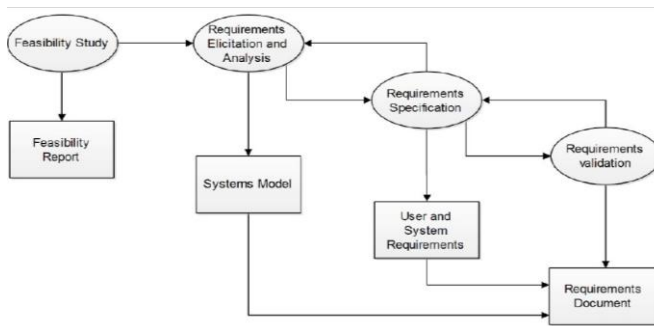 Feasibility Study
Requirements
Elicitation and
Analysis
Requirements
Specification
Requirements
validation
Feasibility
Report
Systems Model
User and
System
Requirements
Requirements
Document